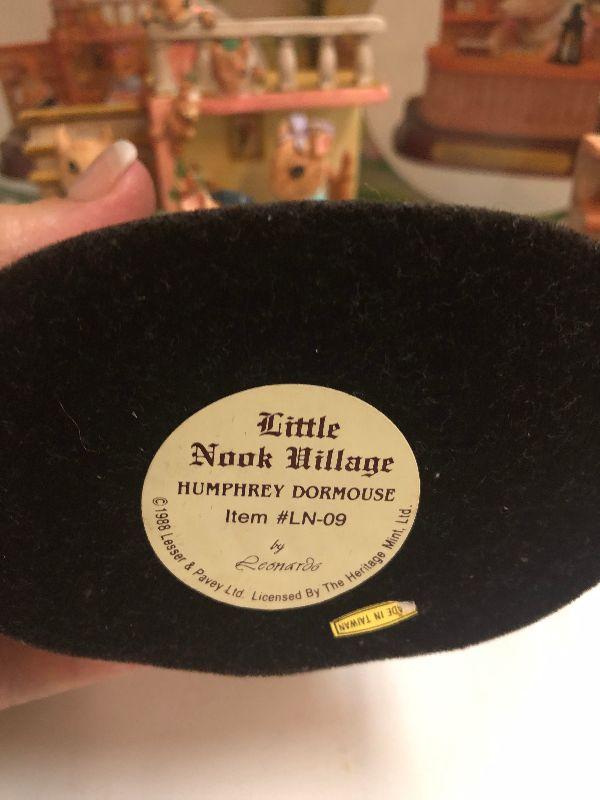 Little
Nook Village
HUMPHREY DORMOUSE
Item #LN-09
by
Leonardo
©1988 Lesser & Pavey Ltd. Licensed By The Heritage Mint, Ltd.
ADE IN TAIWAN